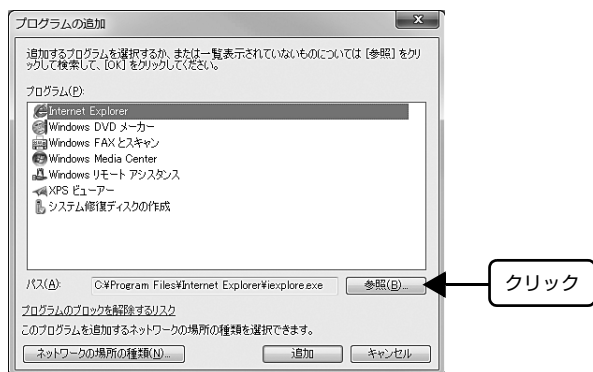 プログラムの追加
追加するプログラムを選択するか、または一覧表示されていないものについては [参照] をクリ
ックして検索して、[OK] をクリックしてください。
プログラム(P):
Internet Explorer
Windows DVD メーカー
Windows FAX とスキャン
Windows Media Center
Windows リモート アシスタンス
XPS ビューアー
システム修復ディスクの作成
パス(A): C:¥Program Files¥Internet Explorer¥iexplore.exe 参照(B)...
クリック
プログラムのブロックを解除するリスク
このプログラムを追加するネットワークの場所の種類を選択できます。
ネットワークの場所の種類(N)... 追加 キャンセル